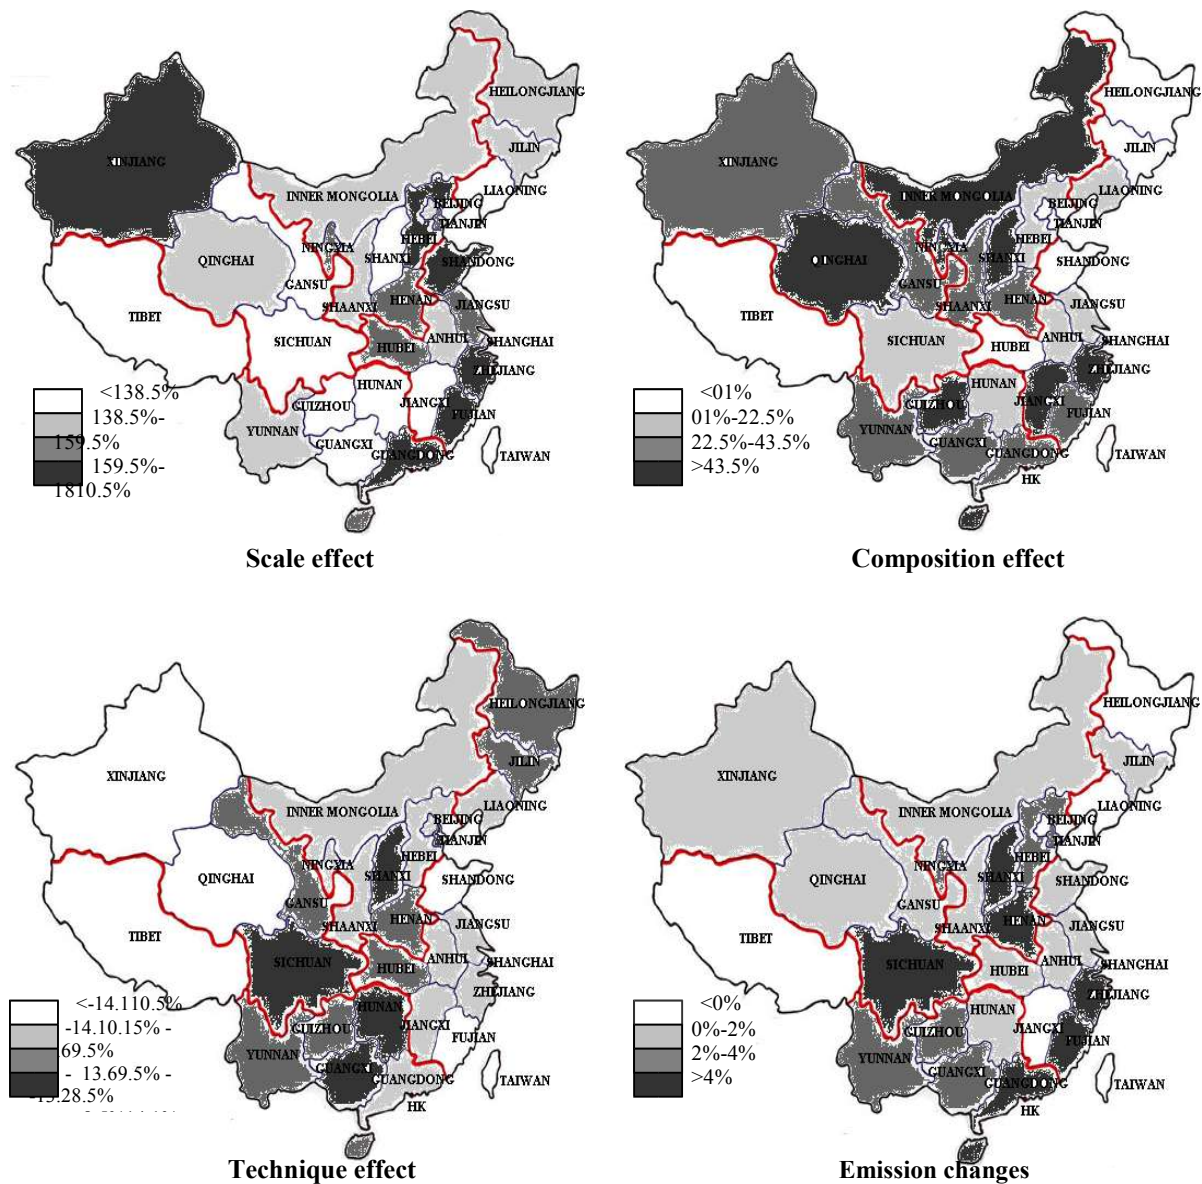 HEILONGJIANG
JILIN
LIAONING
XINJIANG
INNER MONGOLIA
BEIJING
TIANJIN
HEBEI
NINGXIA
SHANXI
SHANDONG
QINGHAI
GANSU
SHAANXI
HENAN
JIANGSU
TIBET
SICHUAN
HUBEI
ANHUI
SHANGHAI
ZHEJIANG
HUNAN
JIANGXI
GUIZHOU
FUJIAN
YUNNAN
GUANGXI
GUANGDONG
TAIWAN
<138.5%
138.5%-
159.5%
159.5%-
1810.5%
Scale effect
HEILONGJIANG
JILIN
LIAONING
XINJIANG
INNER MONGOLIA
BEIJING
TIANJIN
HEBEI
NINGXIA
SHANXI
SHANDONG
QINGHAI
GANSU
SHAANXI
HENAN
JIANGSU
TIBET
SICHUAN
HUBEI
ANHUI
SHANGHAI
ZHEJIANG
HUNAN
JIANGXI
GUIZHOU
FUJIAN
YUNNAN
GUANGXI
GUANGDONG
TAIWAN
HK
<01%
01%-22.5%
22.5%-43.5%
>43.5%
Composition effect
HEILONGJIANG
JILIN
LIAONING
XINJIANG
INNER MONGOLIA
BEIJING
TIANJIN
HEBEI
NINGXIA
SHANXI
SHANDONG
QINGHAI
GANSU
SHAANXI
HENAN
JIANGSU
TIBET
SICHUAN
HUBEI
ANHUI
SHANGHAI
ZHEJIANG
HUNAN
JIANGXI
GUIZHOU
FUJIAN
YUNNAN
GUANGXI
GUANGDONG
TAIWAN
HK
<-14.110.5%
-14.10.15% -
69.5%
- 13.69.5% -
-13.28.5%
Technique effect
HEILONGJIANG
JILIN
LIAONING
XINJIANG
INNER MONGOLIA
BEIJING
TIANJIN
HEBEI
NINGXIA
SHANXI
SHANDONG
QINGHAI
GANSU
SHAANXI
HENAN
JIANGSU
TIBET
SICHUAN
HUBEI
ANHUI
SHANGHAI
ZHEJIANG
HUNAN
JIANGXI
GUIZHOU
FUJIAN
YUNNAN
GUANGXI
GUANGDONG
TAIWAN
HK
<0%
0%-2%
2%-4%
>4%
Emission changes